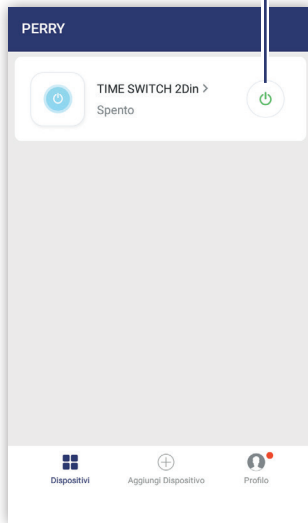 PERRY
TIME SWITCH 2Din >
Spento
Dispositivi
Aggiungi Dispositivo
Profilo